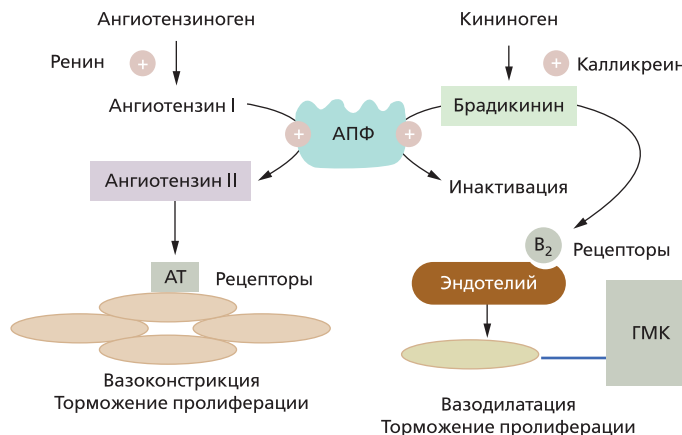 Ангиотензиноген
Кининоген
Ренин
+
+
Калликреин
Ангиотензин I
АПФ
Брадикинин
+
+
Ангиотензин II
Инактивация
B2
Рецепторы
АТ
Рецепторы
Эндотелий
ГМК
Вазоконстрикция
Торможение пролиферации
Вазодилатация
Торможение пролиферации